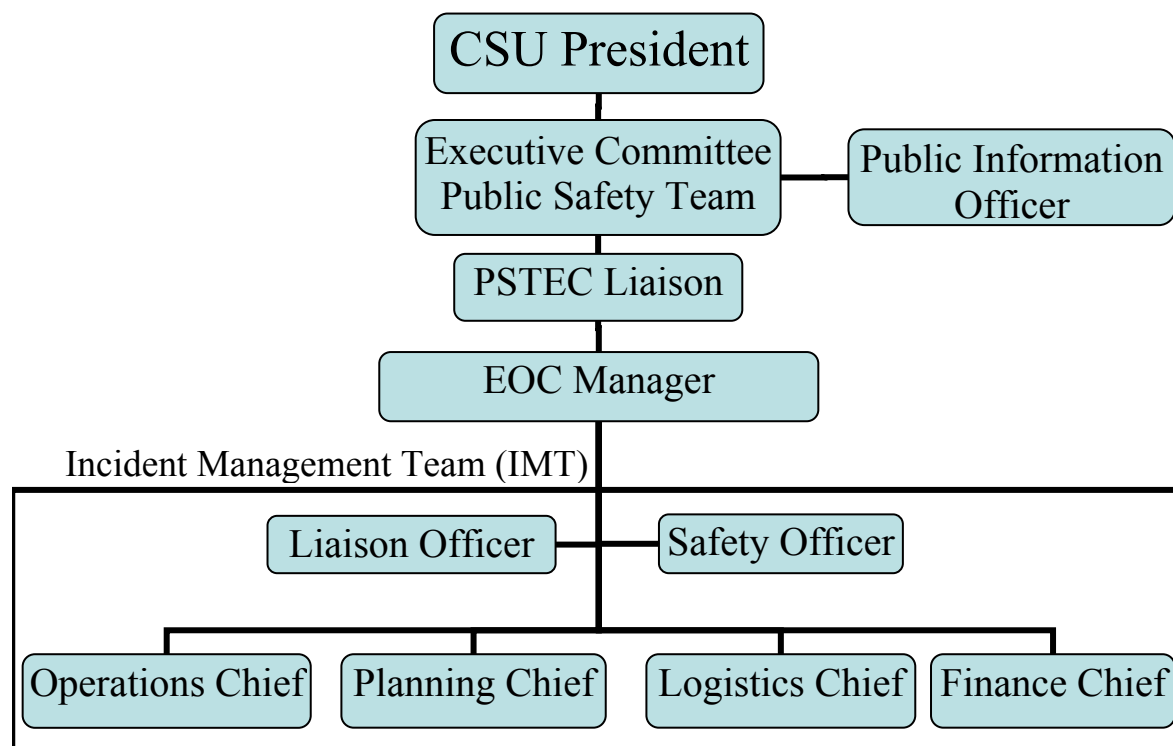 CSU President
Executive Committee
Public Safety Team
Public Information
Officer
PSTEC Liaison
EOC Manager
Incident Management Team (IMT)
Liaison Officer
Safety Officer
Operations Chief
Planning Chief
Logistics Chief
Finance Chief